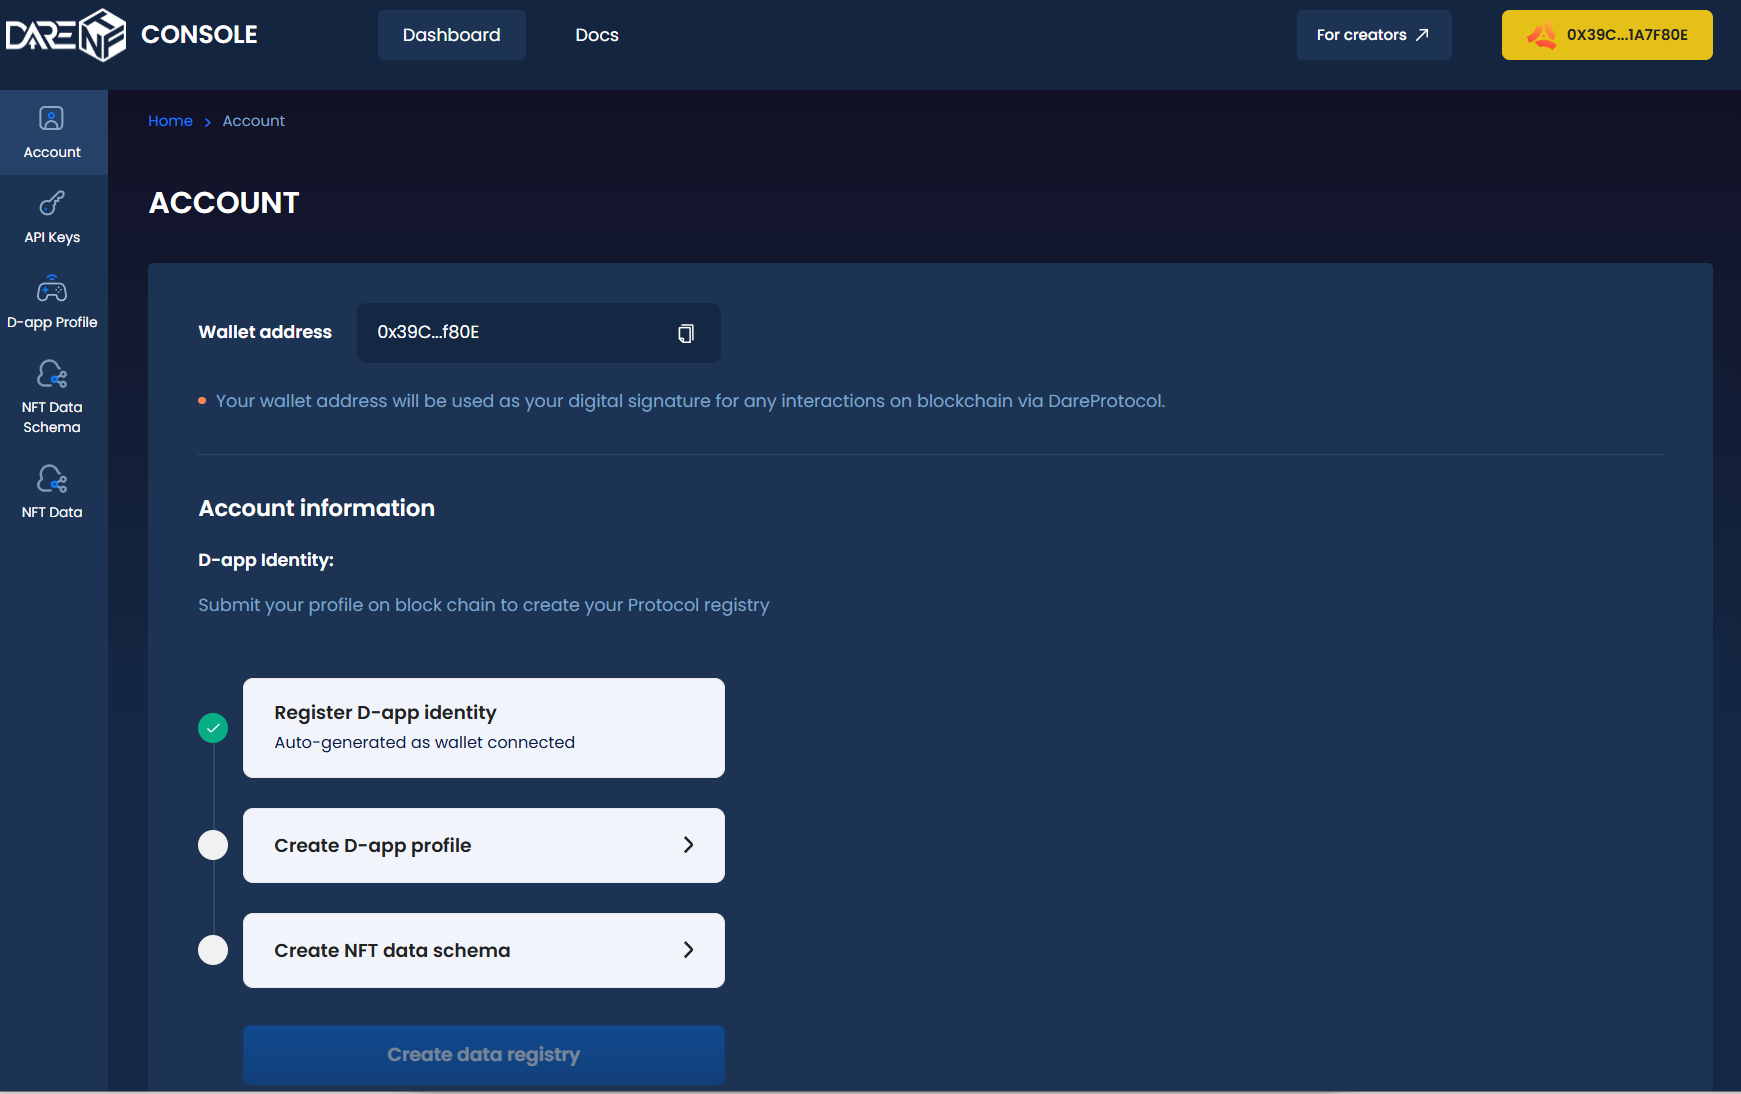 DARENFT CONSOLE
Dashboard
Docs
For creators
0X39C...1A7F80E
Account
API Keys
D-app Profile
NFT Data
Schema
NFT Data
Home > Account
ACCOUNT
Wallet address
0x39C...f80E
Your wallet address will be used as your digital signature for any interactions on blockchain via DareProtocol.
Account information
D-app Identity:
Submit your profile on block chain to create your Protocol registry
Register D-app identity
Auto-generated as wallet connected
Create D-app profile
Create NFT data schema
Create data registry